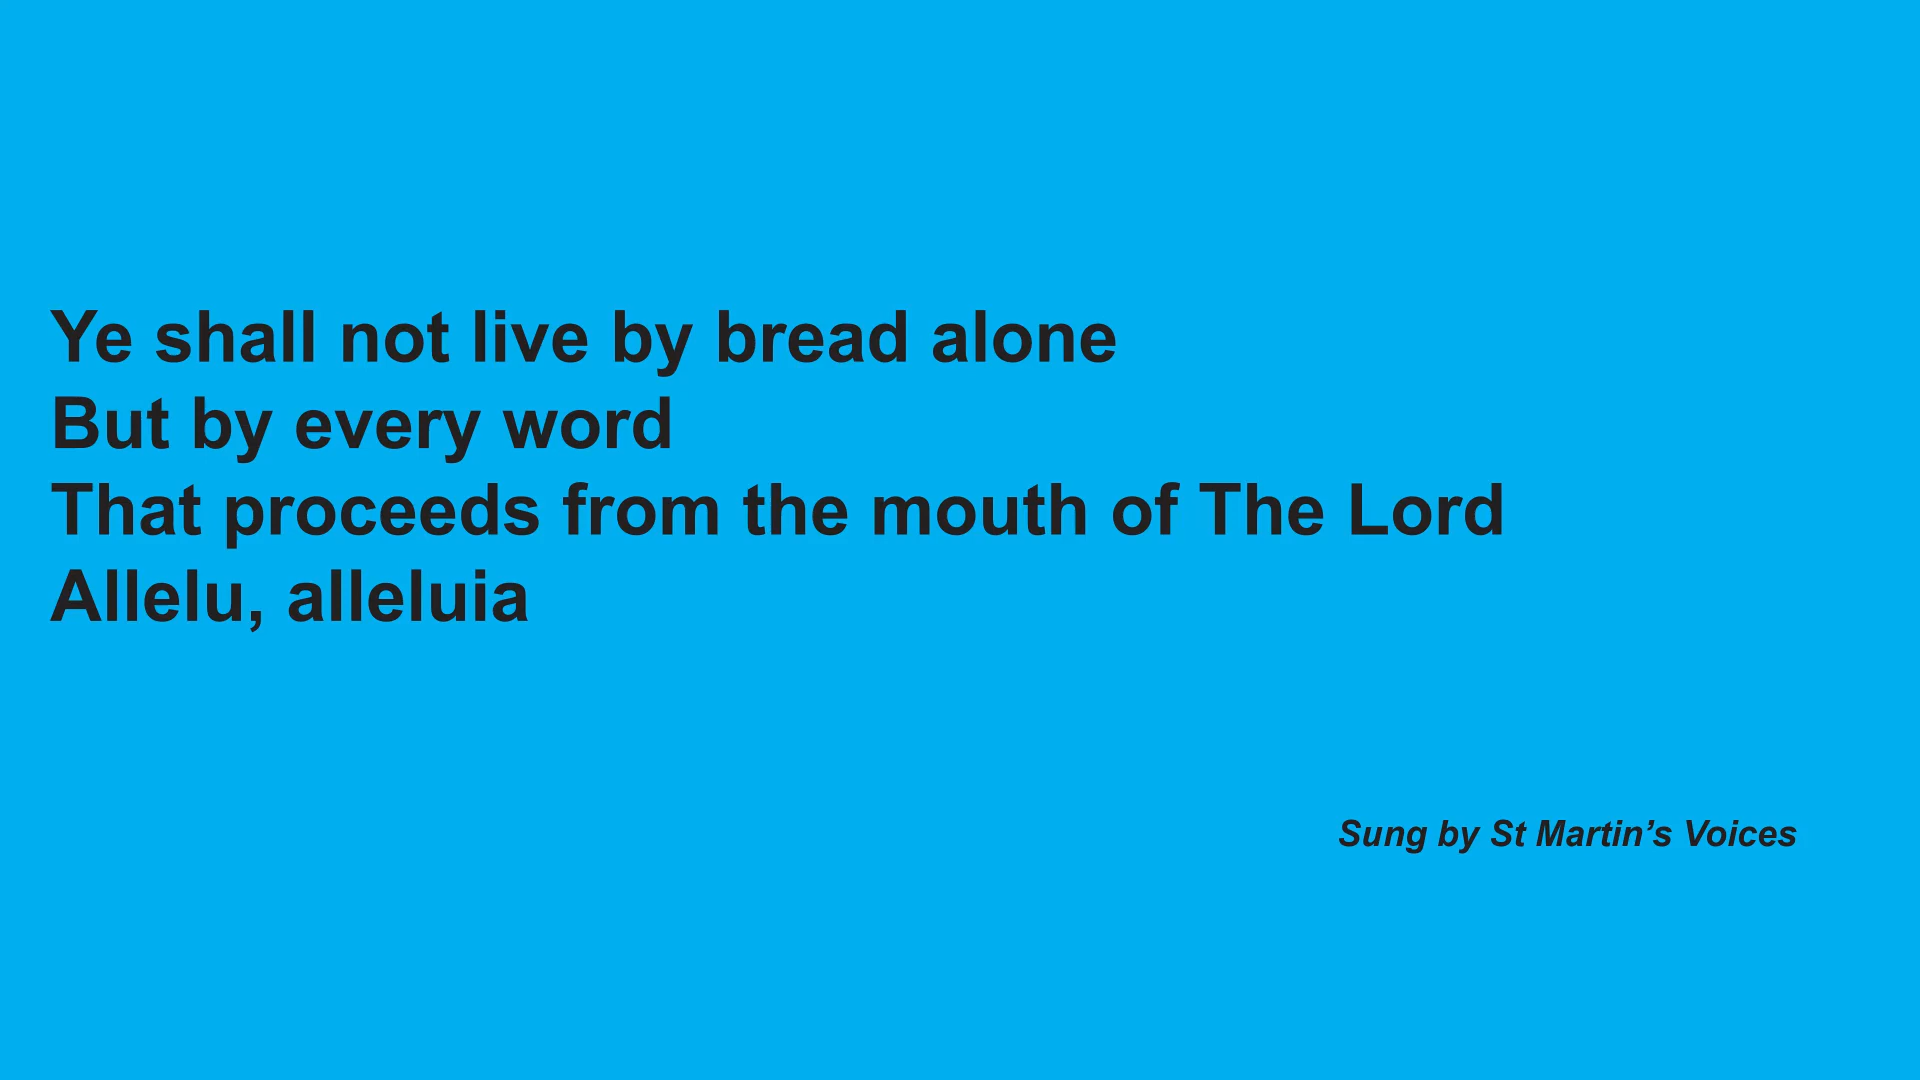 Ye shall not live by bread alone
But by every word
That proceeds from the mouth of The Lord
Allelu, alleluia
Sung by St Martin’s Voices